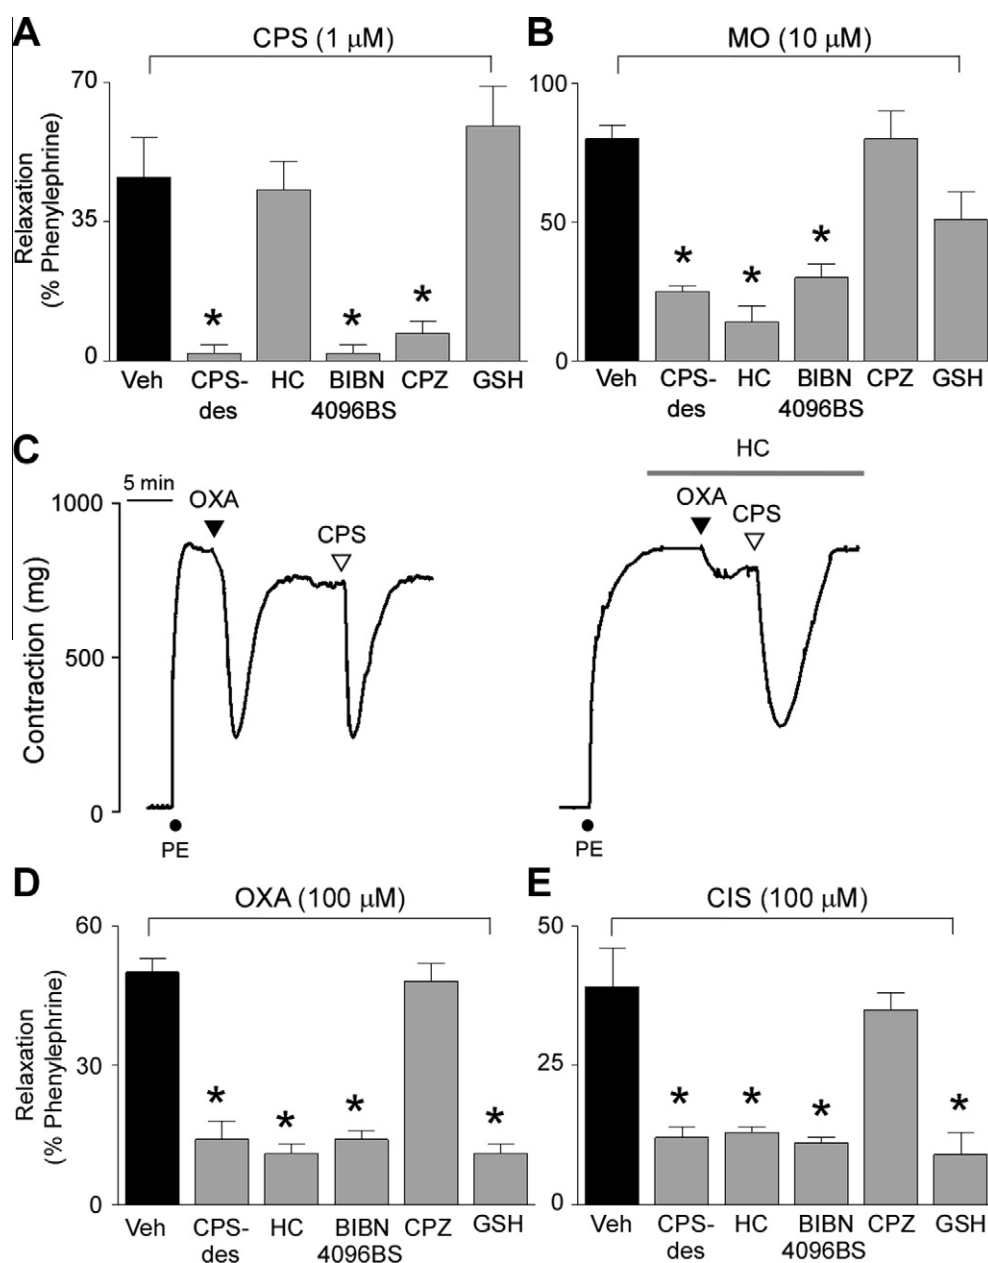 A
CPS (1 µM)
Relaxation
(% Phenylephrine)
70
35
0
Veh
CPS-
des
HC
BIBN
4096BS
CPZ
GSH
*
*
*
B
MO (10 µM)
100
50
0
Veh
CPS-
des
HC
BIBN
4096BS
CPZ
GSH
*
*
*
C
Contraction (mg)
1000
500
0
5 min
OXA
CPS
PE
HC
OXA
CPS
PE
D
OXA (100 µM)
Relaxation
(% Phenylephrine)
60
30
0
Veh
CPS-
des
HC
BIBN
4096BS
CPZ
GSH
*
*
*
*
E
CIS (100 µM)
50
25
0
Veh
CPS-
des
HC
BIBN
4096BS
CPZ
GSH
*
*
*
*